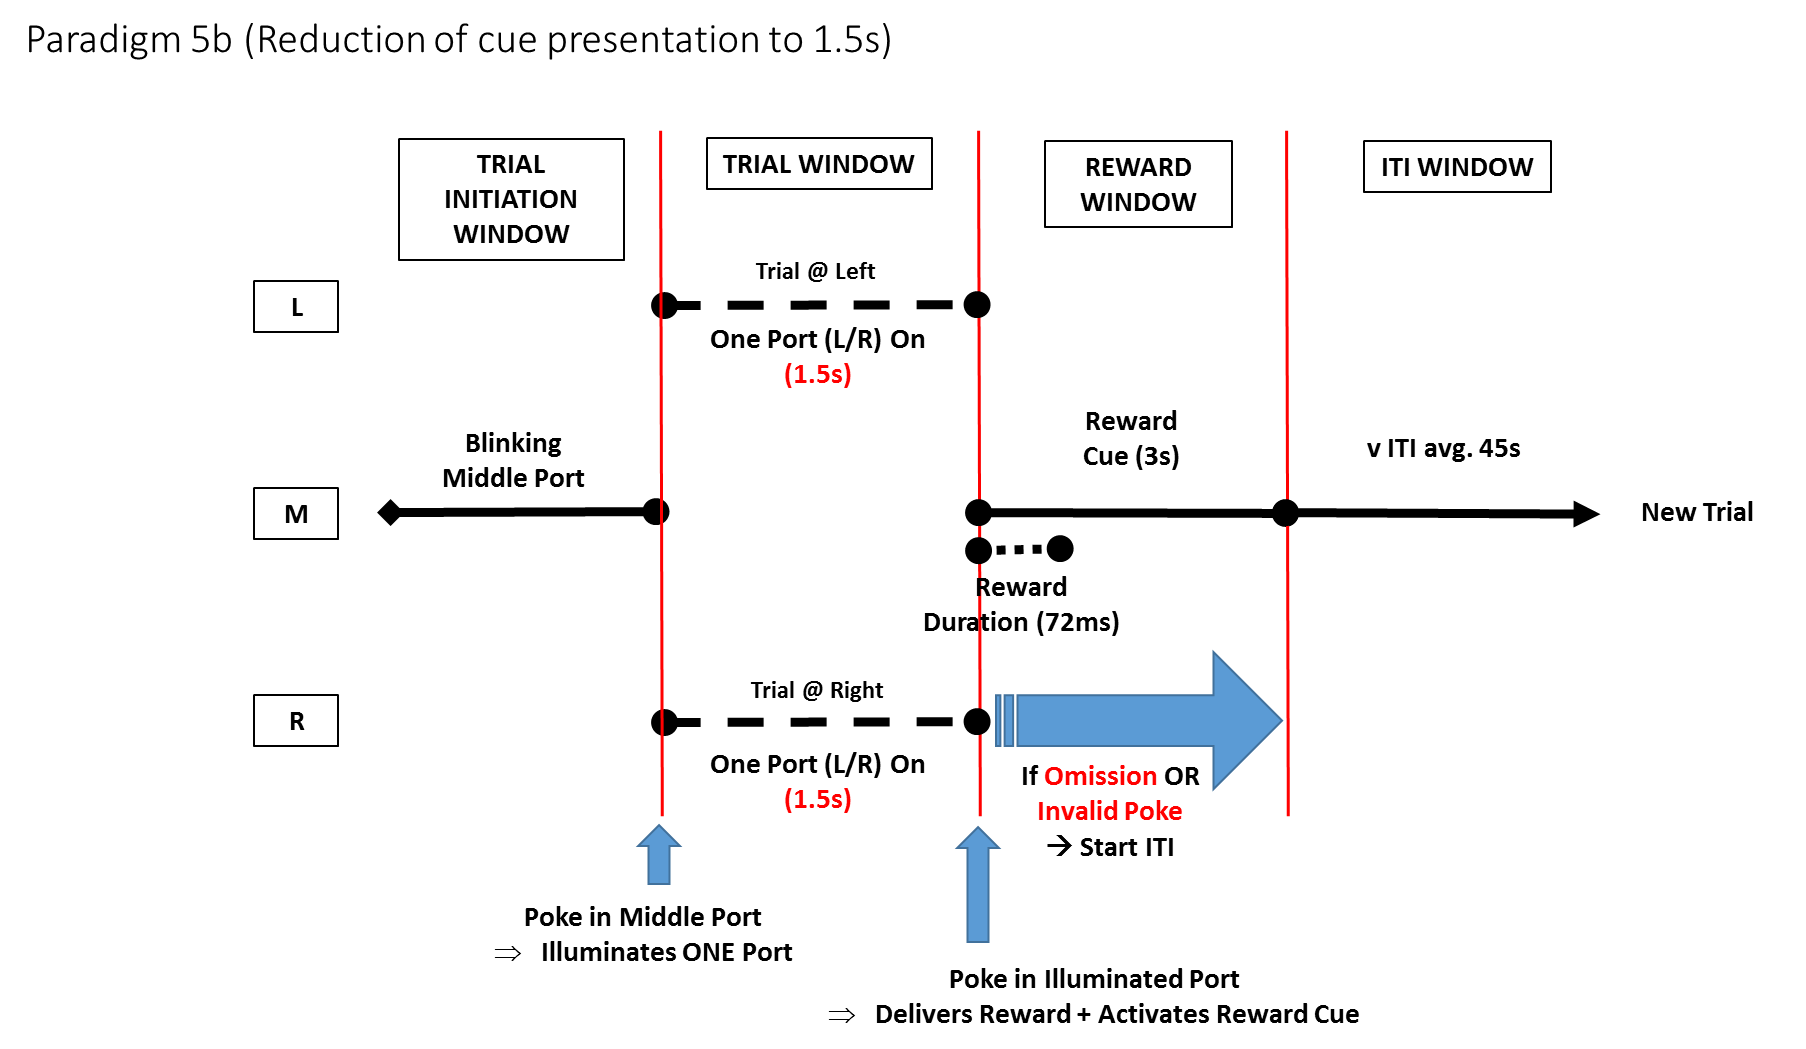 Paradigm 5b (Reduction of cue presentation to 1.5s)
TRIAL
INITIATION
WINDOW
TRIAL WINDOW
REWARD
WINDOW
ITI WINDOW
L
Trial @ Left
One Port (L/R) On
(1.5s)
Blinking
Middle Port
Reward
Cue (3s)
v ITI avg. 45s
M
New Trial
Reward
Duration (72ms)
R
Trial @ Right
One Port (L/R) On
(1.5s)
If Omission OR
Invalid Poke
→ Start ITI
Poke in Middle Port
⇒ Illuminates ONE Port
Poke in Illuminated Port
⇒ Delivers Reward + Activates Reward Cue